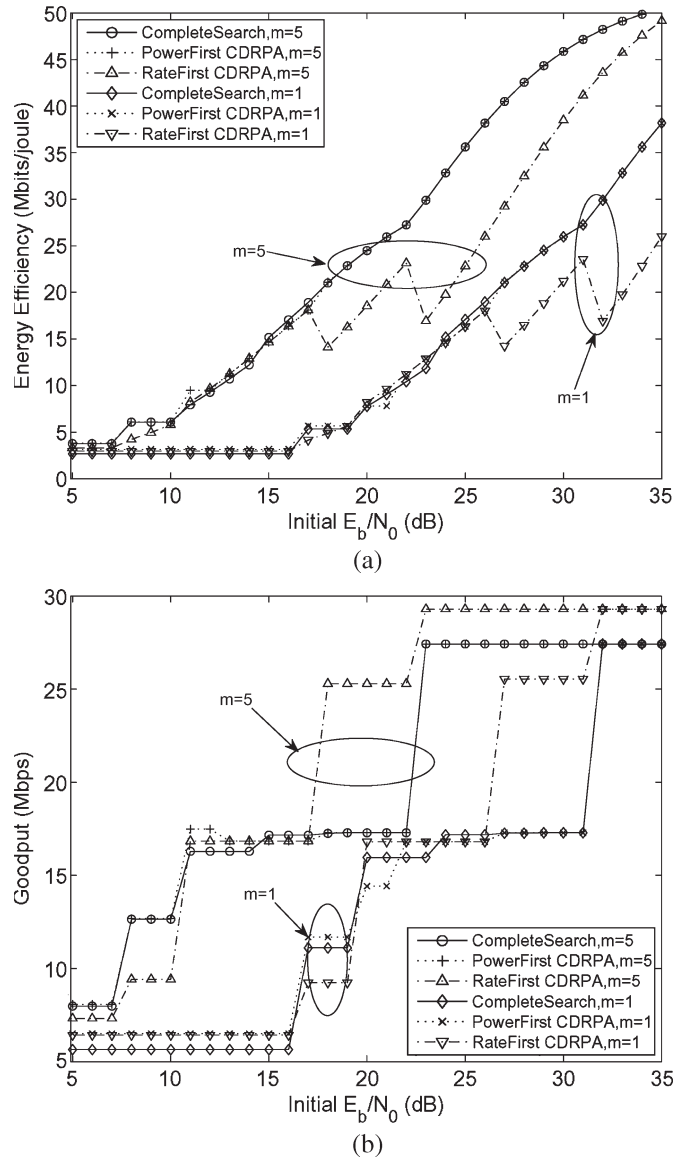 50
45
40
35
30
25
20
15
10
5
0
Energy Efficiency (Mbits/joule)
CompleteSearch,m=5
PowerFirst CDRPA,m=5
RateFirst CDRPA,m=5
CompleteSearch,m=1
PowerFirst CDRPA,m=1
RateFirst CDRPA,m=1
m=5
m=1
5 10 15 20 25 30 35
Initial E_b/N_0 (dB)
(a)
30
25
20
15
10
5
Goodput (Mbps)
m=5
m=1
CompleteSearch,m=5
PowerFirst CDRPA,m=5
RateFirst CDRPA,m=5
CompleteSearch,m=1
PowerFirst CDRPA,m=1
RateFirst CDRPA,m=1
5 10 15 20 25 30 35
Initial E_b/N_0 (dB)
(b)